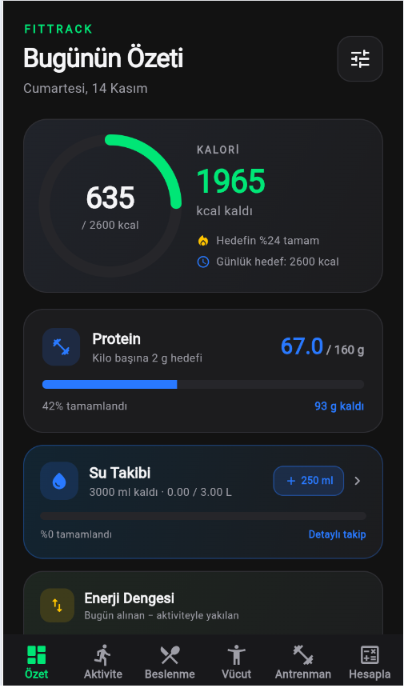 FITTRACK
Bugünün Özeti
Cumartesi, 14 Kasım
635
/ 2600 kcal
KALORİ
1965
kcal kaldı
Hedefin %24 tamam
Günlük hedef: 2600 kcal
Protein
Kilo başına 2 g hedefi
67.0 / 160 g
42% tamamlandı
93 g kaldı
Su Takibi
3000 ml kaldı · 0.00 / 3.00 L
+ 250 ml
%0 tamamlandı
Detaylı takip
Enerji Dengesi
Bugün alınan − aktiviteyle yakılan
Özet
Aktivite
Beslenme
Vücut
Antrenman
Hesapla